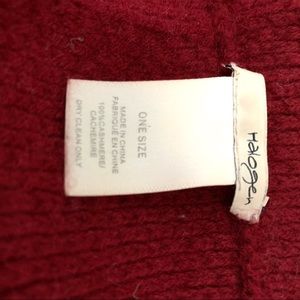 Halogen
ONE SIZE
MADE IN CHINA
FABRIQUÉ EN CHINE
100%CASHMERE/
CACHEMIRE
DRY CLEAN ONLY